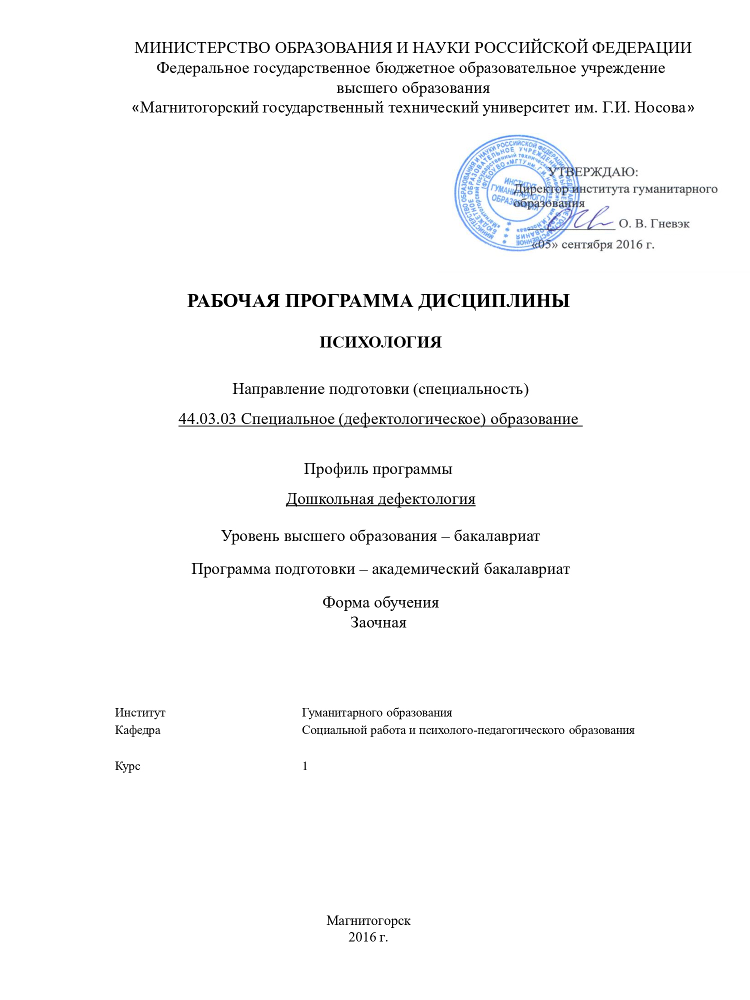 МИНИСТЕРСТВО ОБРАЗОВАНИЯ И НАУКИ РОССИЙСКОЙ ФЕДЕРАЦИИ
Федеральное государственное бюджетное образовательное учреждение
высшего образования
«Магнитогорский государственный технический университет им. Г.И. Носова»
МИНИСТЕРСТВО ОБРАЗОВАНИЯ И НАУКИ РОССИЙСКОЙ ФЕДЕРАЦИИ * ФЕДЕРАЛЬНОЕ ГОСУДАРСТВЕННОЕ
БЮДЖЕТНОЕ ОБРАЗОВАТЕЛЬНОЕ УЧРЕЖДЕНИЕ ВЫСШЕГО ОБРАЗОВАНИЯ
«Магнитогорский государственный технический университет им.Г.И.Носова»
(ФГБОУ ВО «МГТУ им. Г.И. Носова»)
ИНСТИТУТ
ГУМАНИТАРНОГО
ОБРАЗОВАНИЯ
УТВЕРЖДАЮ:
Директор института гуманитарного
образования
О. В. Гневэк
«05» сентября 2016 г.
РАБОЧАЯ ПРОГРАММА ДИСЦИПЛИНЫ
ПСИХОЛОГИЯ
Направление подготовки (специальность)
44.03.03 Специальное (дефектологическое) образование
Профиль программы
Дошкольная дефектология
Уровень высшего образования – бакалавриат
Программа подготовки – академический бакалавриат
Форма обучения
Заочная
Институт Гуманитарного образования
Кафедра Социальной работа и психолого-педагогического образования
Курс 1
Магнитогорск
2016 г.